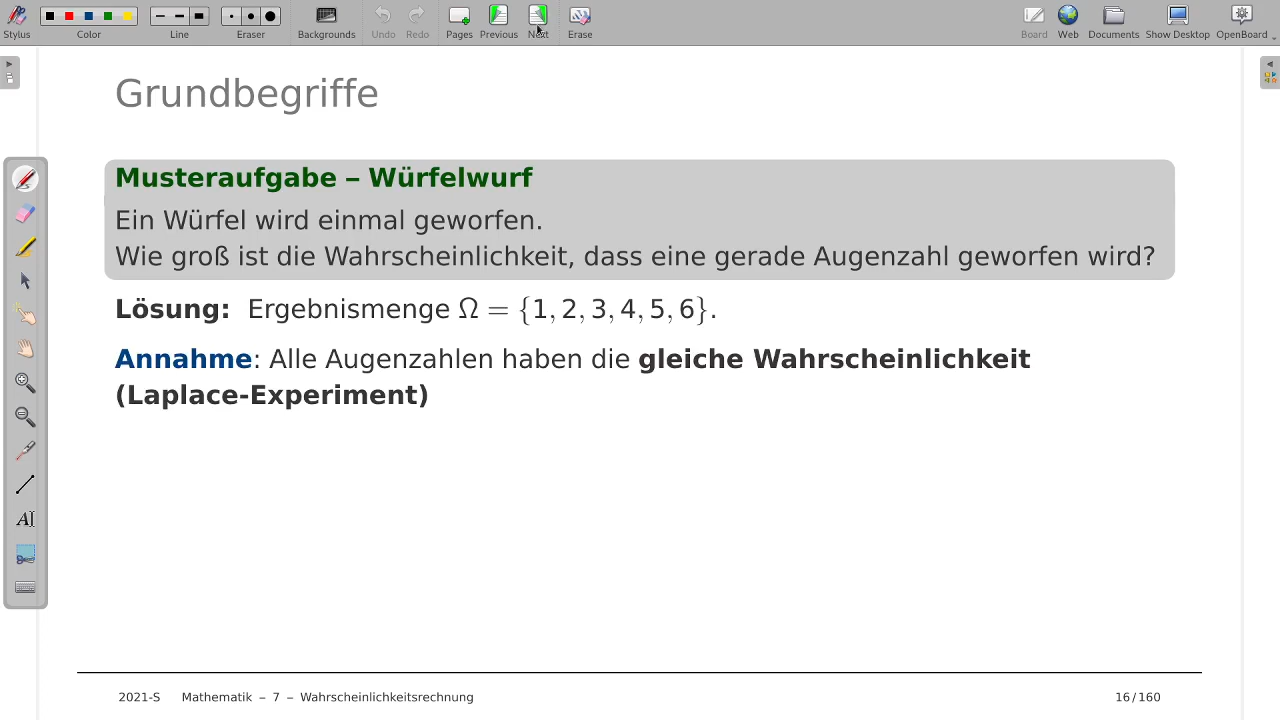 Stylus Color Line Eraser Backgrounds Undo Redo Pages Previous Next Erase Board Web Documents Show Desktop OpenBoard
Grundbegriffe
Musteraufgabe – Würfelwurf
Ein Würfel wird einmal geworfen.
Wie groß ist die Wahrscheinlichkeit, dass eine gerade Augenzahl geworfen wird?
Lösung: Ergebnismenge Ω = {1, 2, 3, 4, 5, 6}.
Annahme: Alle Augenzahlen haben die gleiche Wahrscheinlichkeit
(Laplace-Experiment)
2021-S Mathematik – 7 – Wahrscheinlichkeitsrechnung 16/160